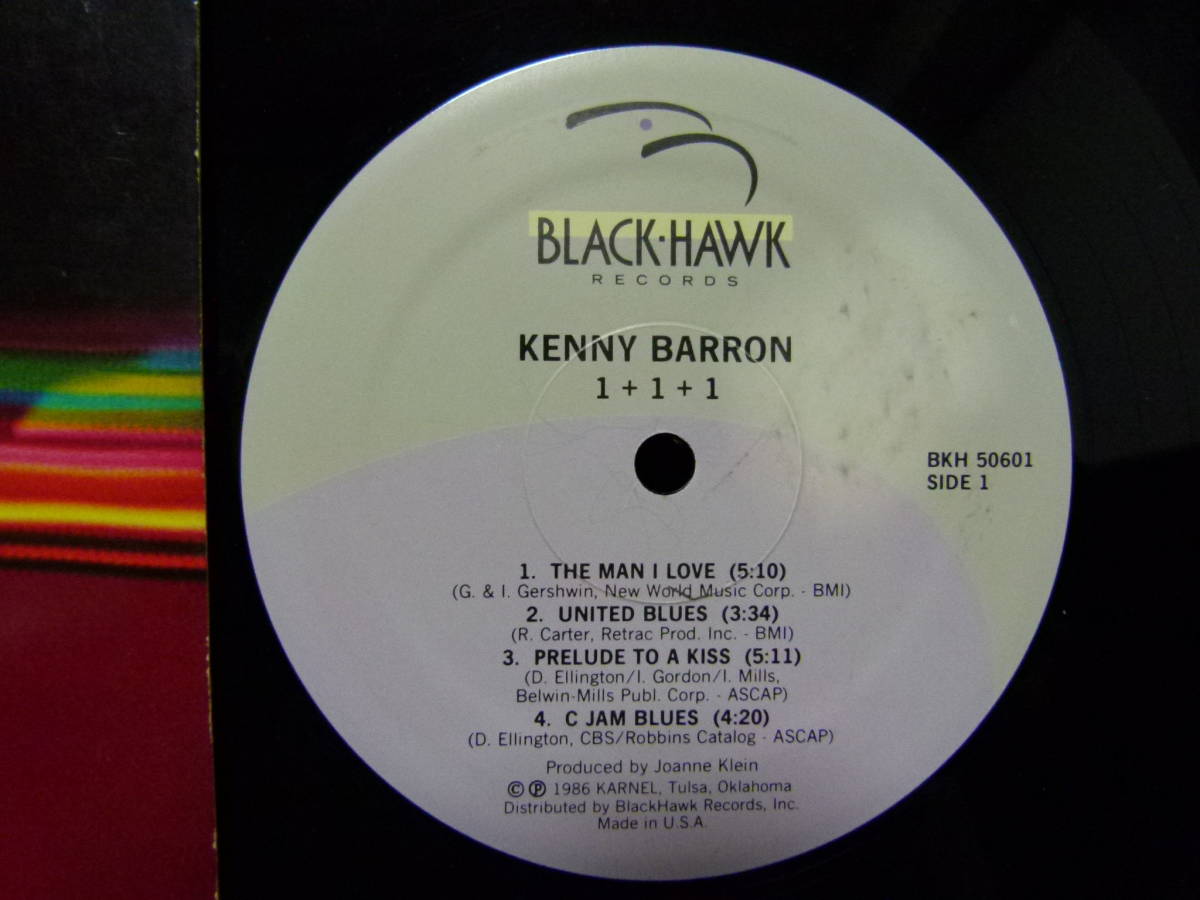 BLACK·HAWK
RECORDS
KENNY BARRON
1 + 1 + 1
BKH 50601
SIDE 1
1. THE MAN I LOVE (5:10)
(G. & I. Gershwin, New World Music Corp. - BMI)
2. UNITED BLUES (3:34)
(R. Carter, Retrac Prod. Inc. - BMI)
3. PRELUDE TO A KISS (5:11)
(D. Ellington/I. Gordon/I. Mills,
Belwin-Mills Publ. Corp. - ASCAP)
4. C JAM BLUES (4:20)
(D. Ellington, CBS/Robbins Catalog - ASCAP)
Produced by Joanne Klein
© ℗ 1986 KARNEL, Tulsa, Oklahoma
Distributed by BlackHawk Records, Inc.
Made in U.S.A.